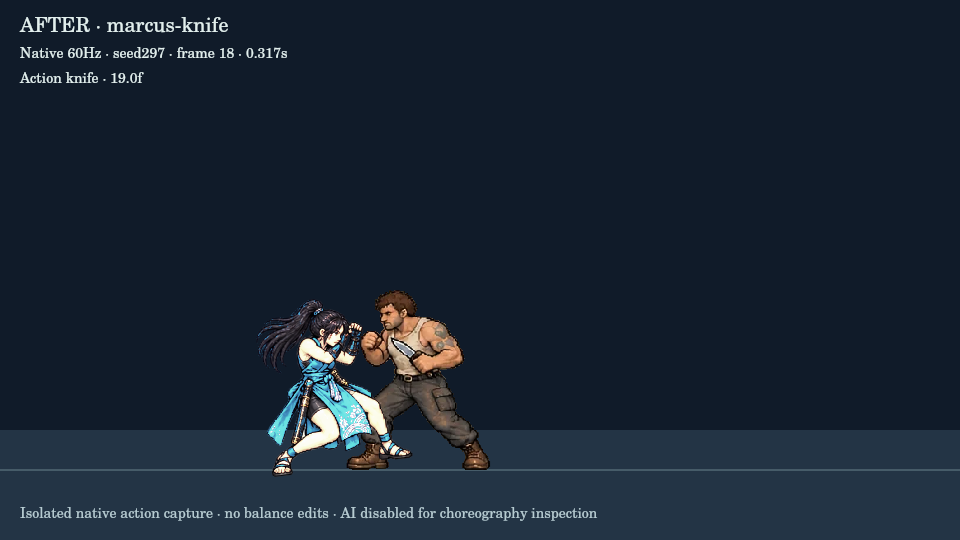 AFTER · marcus-knife
Native 60Hz · seed297 · frame 18 · 0.317s
Action knife · 19.0f
Isolated native action capture · no balance edits · AI disabled for choreography inspection